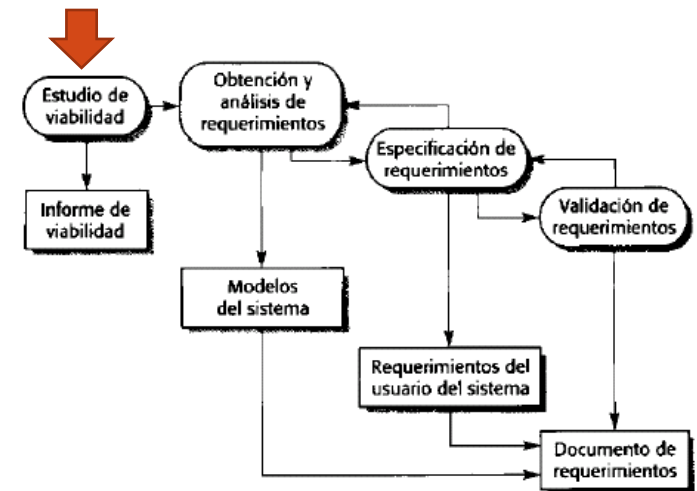 Estudio de
viabilidad
Obtención y
análisis de
requerimientos
Especificación de
requerimientos
Validación de
requerimientos
Informe de
viabilidad
Modelos
del sistema
Requerimientos del
usuario del sistema
Documento de
requerimientos